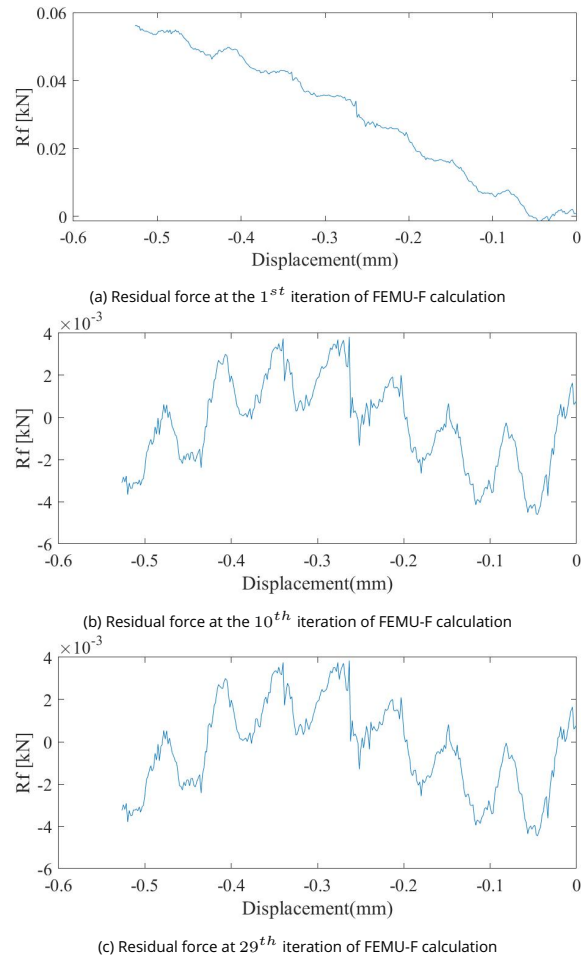 0.06
0.04
0.02
0
Rf [kN]
-0.6 -0.5 -0.4 -0.3 -0.2 -0.1 0
Displacement(mm)
(a) Residual force at the 1st iteration of FEMU-F calculation
×10-3
4
2
0
-2
-4
-6
Rf [kN]
-0.6 -0.5 -0.4 -0.3 -0.2 -0.1 0
Displacement(mm)
(b) Residual force at the 10th iteration of FEMU-F calculation
×10-3
4
2
0
-2
-4
-6
Rf [kN]
-0.6 -0.5 -0.4 -0.3 -0.2 -0.1 0
Displacement(mm)
(c) Residual force at 29th iteration of FEMU-F calculation